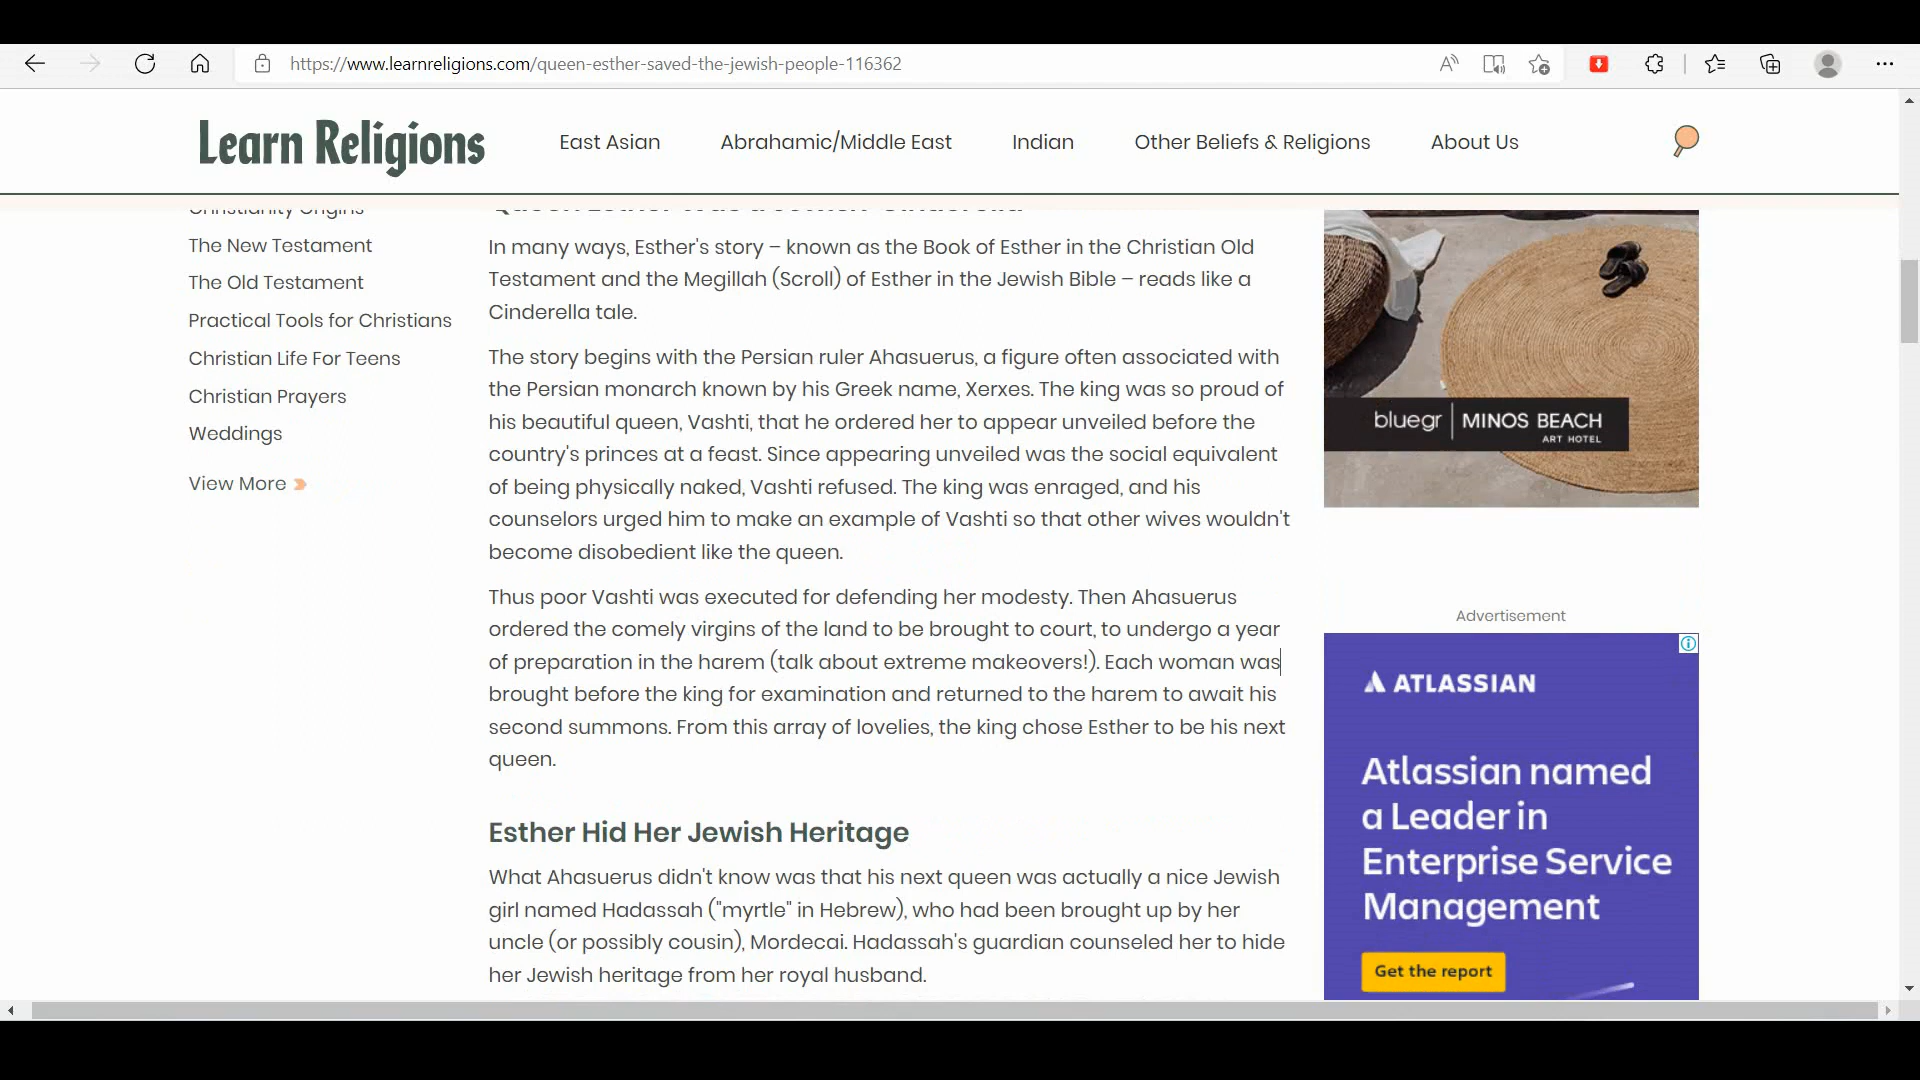 https://www.learnreligions.com/queen-esther-saved-the-jewish-people-116362
Learn Religions
East Asian
Abrahamic/Middle East
Indian
Other Beliefs & Religions
About Us
Christianity Origins
The New Testament
The Old Testament
Practical Tools for Christians
Christian Life For Teens
Christian Prayers
Weddings
View More
Queen Esther Was a Jewish 'Cinderella'
In many ways, Esther's story – known as the Book of Esther in the Christian Old
Testament and the Megillah (Scroll) of Esther in the Jewish Bible – reads like a
Cinderella tale.
The story begins with the Persian ruler Ahasuerus, a figure often associated with
the Persian monarch known by his Greek name, Xerxes. The king was so proud of
his beautiful queen, Vashti, that he ordered her to appear unveiled before the
country's princes at a feast. Since appearing unveiled was the social equivalent
of being physically naked, Vashti refused. The king was enraged, and his
counselors urged him to make an example of Vashti so that other wives wouldn't
become disobedient like the queen.
Thus poor Vashti was executed for defending her modesty. Then Ahasuerus
ordered the comely virgins of the land to be brought to court, to undergo a year
of preparation in the harem (talk about extreme makeovers!). Each woman was
brought before the king for examination and returned to the harem to await his
second summons. From this array of lovelies, the king chose Esther to be his next
queen.
Esther Hid Her Jewish Heritage
What Ahasuerus didn't know was that his next queen was actually a nice Jewish
girl named Hadassah ("myrtle" in Hebrew), who had been brought up by her
uncle (or possibly cousin), Mordecai. Hadassah's guardian counseled her to hide
her Jewish heritage from her royal husband.
bluegr | MINOS BEACH
ART HOTEL
Advertisement
ATLASSIAN
Atlassian named
a Leader in
Enterprise Service
Management
Get the report